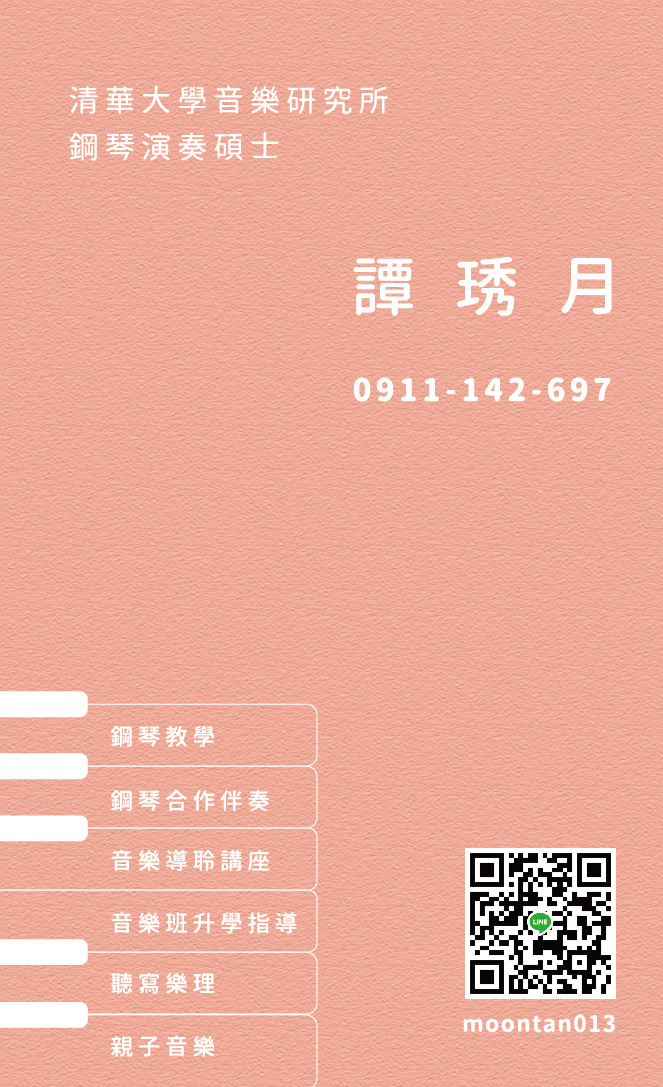 清華大學音樂研究所
鋼琴演奏碩士
譚琇月
0911-142-697
鋼琴教學
鋼琴合作伴奏
音樂導聆講座
音樂班升學指導
聽寫樂理
親子音樂
LINE
moontan013